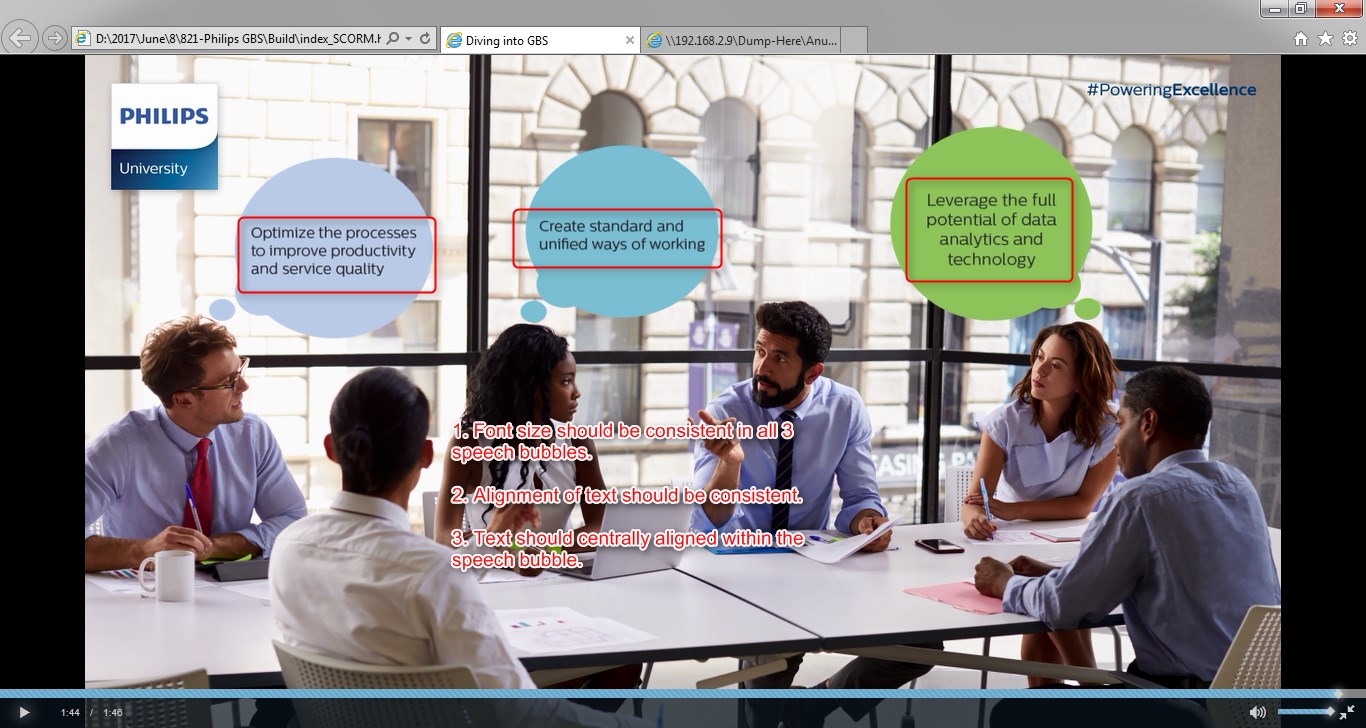 D:\2017\June\8\821-Philips GBS\Build\index_SCORM.h
Diving into GBS
\\192.168.2.9\Dump-Here\Anu...
PHILIPS
University
#PoweringExcellence
Optimize the processes
to improve productivity
and service quality
Create standard and
unified ways of working
Leverage the full
potential of data
analytics and
technology
1. Font size should be consistent in all 3
speech bubbles.
2. Alignment of text should be consistent.
3. Text should centrally aligned within the
speech bubble.
1:44 / 1:46